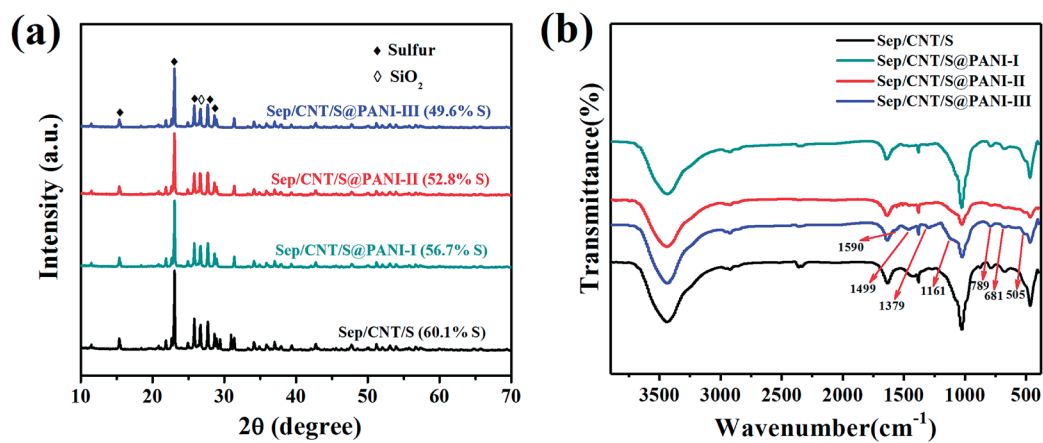 (a)
Intensity (a.u.)
♦ Sulfur
◊ SiO2
Sep/CNT/S@PANI-III (49.6% S)
Sep/CNT/S@PANI-II (52.8% S)
Sep/CNT/S@PANI-I (56.7% S)
Sep/CNT/S (60.1% S)
10 20 30 40 50 60 70
2θ (degree)
(b)
Transmittance(%)
Sep/CNT/S
Sep/CNT/S@PANI-I
Sep/CNT/S@PANI-II
Sep/CNT/S@PANI-III
1590
1499
1379
1161
789
681
505
3500 3000 2500 2000 1500 1000 500
Wavenumber(cm-1)